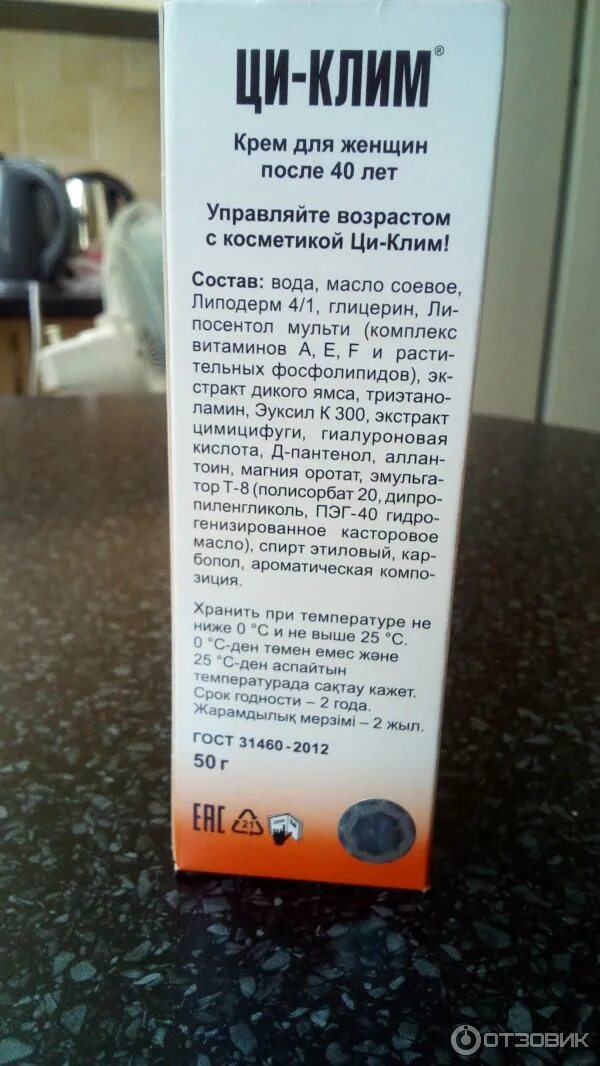 ЦИ-КЛИМ®
Крем для женщин
после 40 лет
Управляйте возрастом
с косметикой Ци-Клим!
Состав: вода, масло соевое,
Липодерм 4/1, глицерин, Ли-
посентол мульти (комплекс
витаминов А, Е, F и расти-
тельных фосфолипидов), эк-
стракт дикого ямса, триэтано-
ламин, Эуксил К 300, экстракт
цимицифуги, гиалуроновая
кислота, Д-пантенол, аллан-
тоин, магния оротат, эмульга-
тор Т-8 (полисорбат 20, дипро-
пиленгликоль, ПЭГ-40 гидро-
генизированное касторовое
масло), спирт этиловый, кар-
бопол, ароматическая компо-
зиция.
Хранить при температуре не
ниже 0 °С и не выше 25 °С.
0 °С-ден төмен емес және
25 °С-ден аспайтын
температурада сақтау кажет.
Срок годности – 2 года.
Жарамдылық мерзімі – 2 жыл.
ГОСТ 31460-2012
50 г
ЕАС 21
ОТЗОВИК